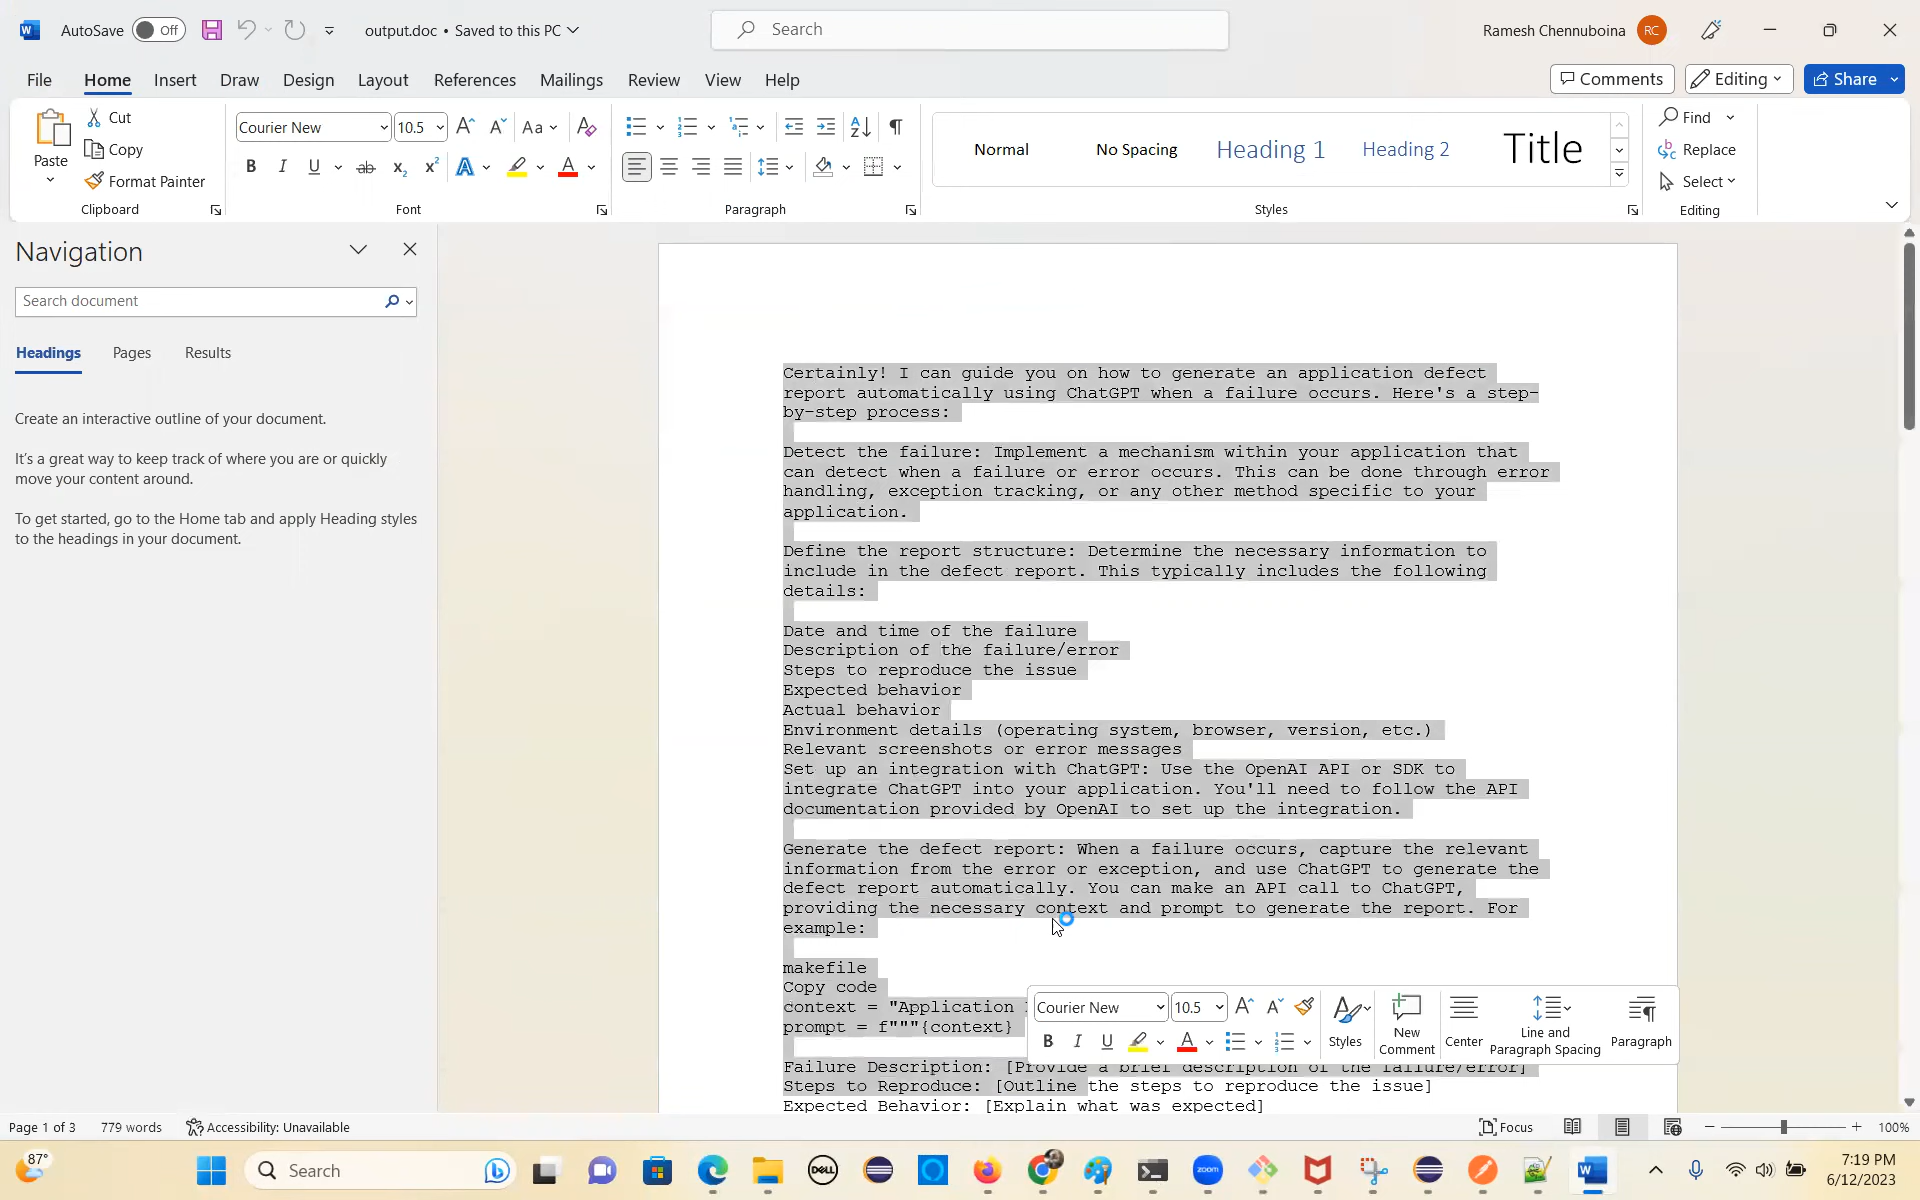 AutoSave Off output.doc • Saved to this PC Search Ramesh Chennuboina RC
File Home Insert Draw Design Layout References Mailings Review View Help Comments Editing Share
Paste Cut Copy Format Painter Clipboard
Courier New 10.5 Aa B I U ab x₂ x² A A Font
Paragraph
Normal No Spacing Heading 1 Heading 2 Title Styles
Find Replace Select Editing
Navigation
Search document
Headings Pages Results
Create an interactive outline of your document.
It's a great way to keep track of where you are or quickly
move your content around.
To get started, go to the Home tab and apply Heading styles
to the headings in your document.
Certainly! I can guide you on how to generate an application defect
report automatically using ChatGPT when a failure occurs. Here's a step-
by-step process:
Detect the failure: Implement a mechanism within your application that
can detect when a failure or error occurs. This can be done through error
handling, exception tracking, or any other method specific to your
application.
Define the report structure: Determine the necessary information to
include in the defect report. This typically includes the following
details:
Date and time of the failure
Description of the failure/error
Steps to reproduce the issue
Expected behavior
Actual behavior
Environment details (operating system, browser, version, etc.)
Relevant screenshots or error messages
Set up an integration with ChatGPT: Use the OpenAI API or SDK to
integrate ChatGPT into your application. You'll need to follow the API
documentation provided by OpenAI to set up the integration.
Generate the defect report: When a failure occurs, capture the relevant
information from the error or exception, and use ChatGPT to generate the
defect report automatically. You can make an API call to ChatGPT,
providing the necessary context and prompt to generate the report. For
example:
makefile
Copy code
context = "Application
prompt = f"""{context}
Failure Description: [Provide a brief description of the failure/error]
Steps to Reproduce: [Outline the steps to reproduce the issue]
Expected Behavior: [Explain what was expected]
Courier New 10.5 B I U A Styles New Comment Center Line and Paragraph Spacing Paragraph
Page 1 of 3 779 words Accessibility: Unavailable Focus 100%
87° Search DELL zoom 7:19 PM
6/12/2023